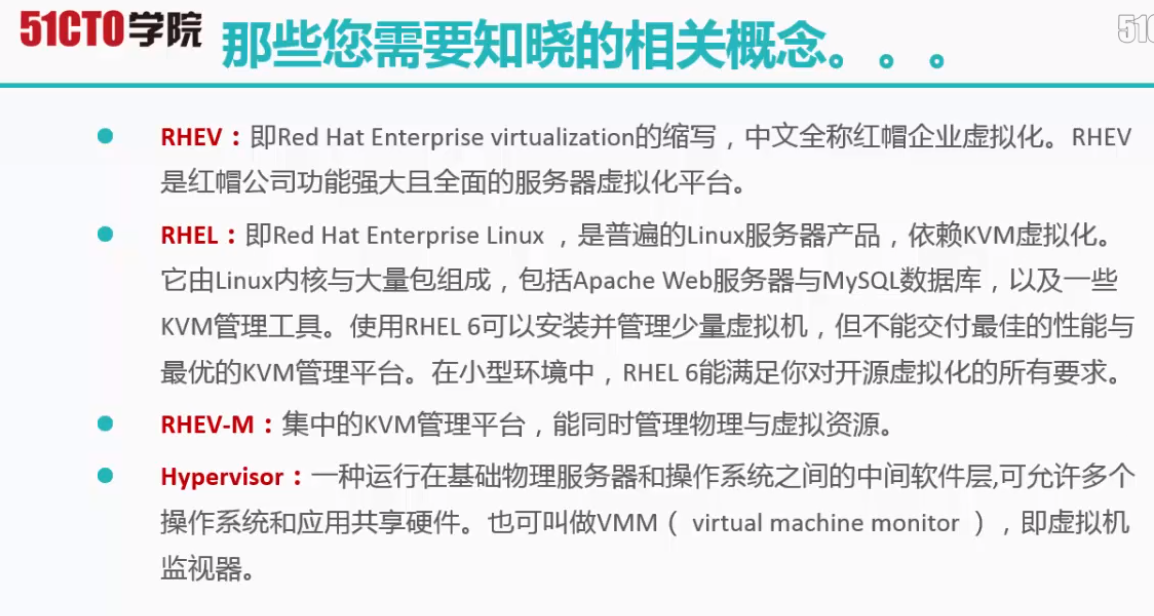 51CTO学院
那些您需要知晓的相关概念。。。
510
RHEV：即Red Hat Enterprise virtualization的缩写，中文全称红帽企业虚拟化。RHEV
是红帽公司功能强大且全面的服务器虚拟化平台。
RHEL：即Red Hat Enterprise Linux ，是普遍的Linux服务器产品，依赖KVM虚拟化。
它由Linux内核与大量包组成，包括Apache Web服务器与MySQL数据库，以及一些
KVM管理工具。使用RHEL 6可以安装并管理少量虚拟机，但不能交付最佳的性能与
最优的KVM管理平台。在小型环境中，RHEL 6能满足你对开源虚拟化的所有要求。
RHEV-M：集中的KVM管理平台，能同时管理物理与虚拟资源。
Hypervisor：一种运行在基础物理服务器和操作系统之间的中间软件层,可允许多个
操作系统和应用共享硬件。也可叫做VMM（ virtual machine monitor ），即虚拟机
监视器。